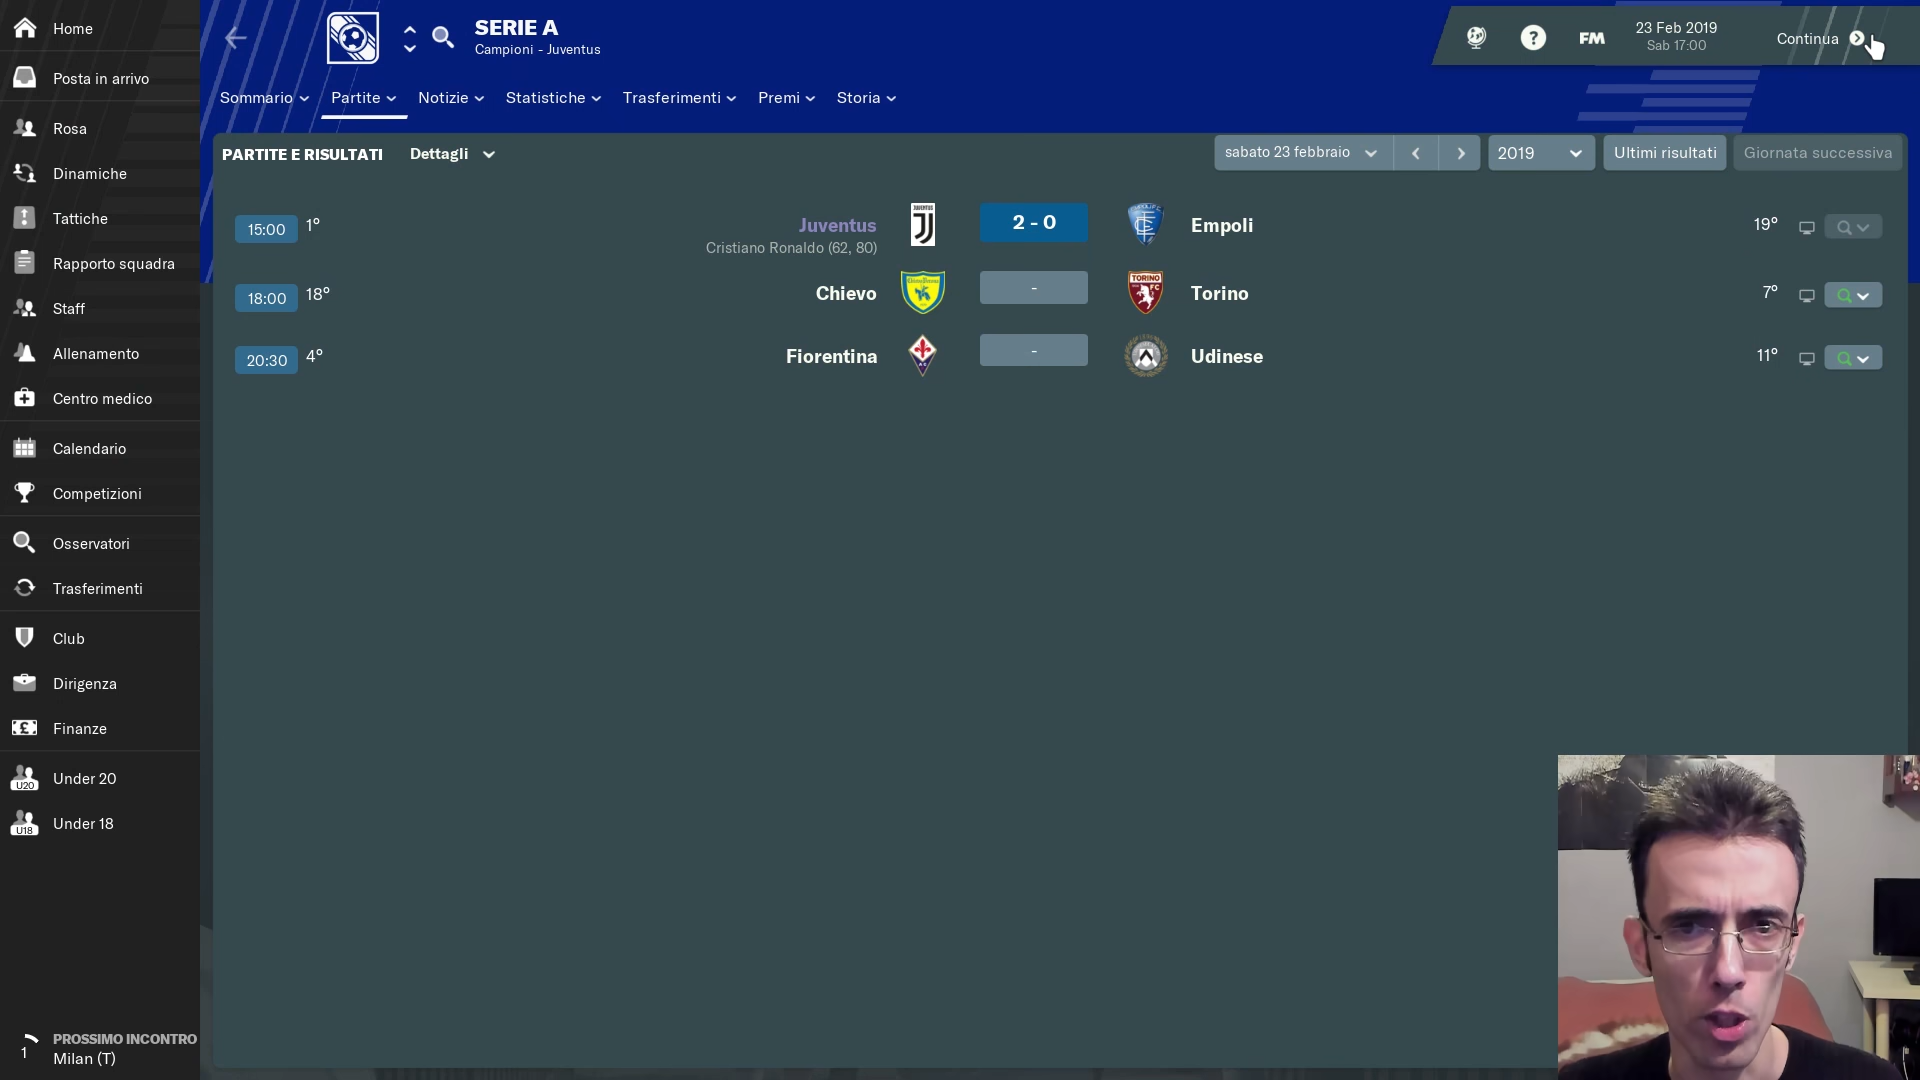 Home
Posta in arrivo
Rosa
Dinamiche
Tattiche
Rapporto squadra
Staff
Allenamento
Centro medico
Calendario
Competizioni
Osservatori
Trasferimenti
Club
Dirigenza
Finanze
U20
Under 20
U18
Under 18
PROSSIMO INCONTRO
1
Milan (T)
SERIE A
Campioni - Juventus
FM
23 Feb 2019
Sab 17:00
Continua
Sommario
Partite
Notizie
Statistiche
Trasferimenti
Premi
Storia
PARTITE E RISULTATI
Dettagli
sabato 23 febbraio
2019
Ultimi risultati
Giornata successiva
15:00 1° Juventus 2 - 0 Empoli 19°
Cristiano Ronaldo (62, 80)
18:00 18° Chievo - Torino 7°
20:30 4° Fiorentina - Udinese 11°